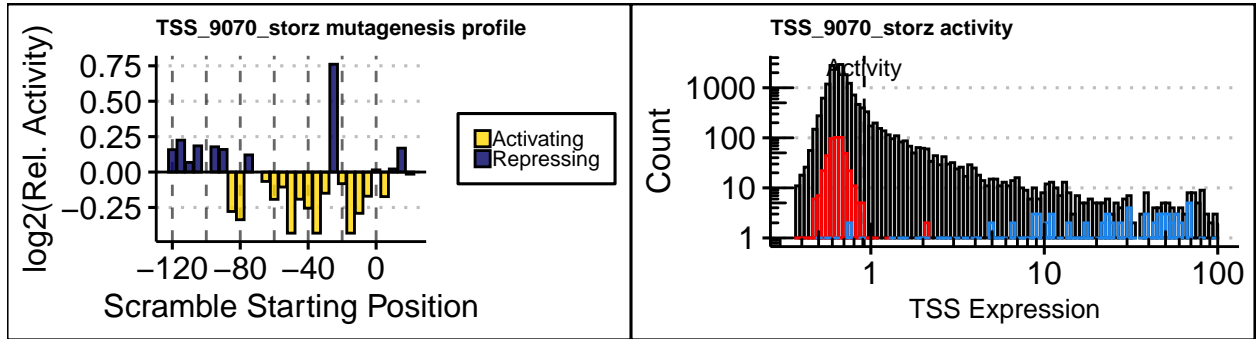 TSS_9070_storz mutagenesis profile
log2(Rel. Activity)
0.75
0.50
0.25
0.00
−0.25
−120
−80
−40
0
Scramble Starting Position
Activating
Repressing
TSS_9070_storz activity
Activity
Count
1000
100
10
1
1
10
100
TSS Expression